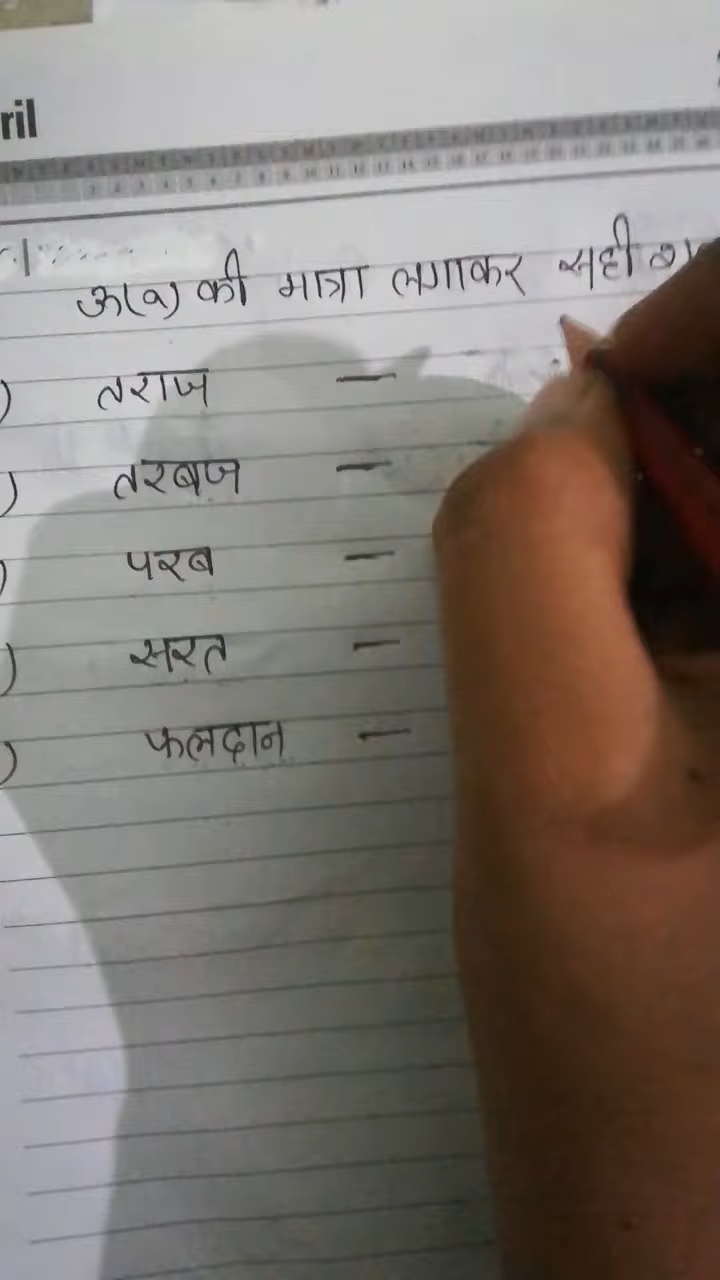 ril
ऊ(ू) की मात्रा लगाकर सही
तराज —
तरबज —
परब —
सरत —
फलदान —